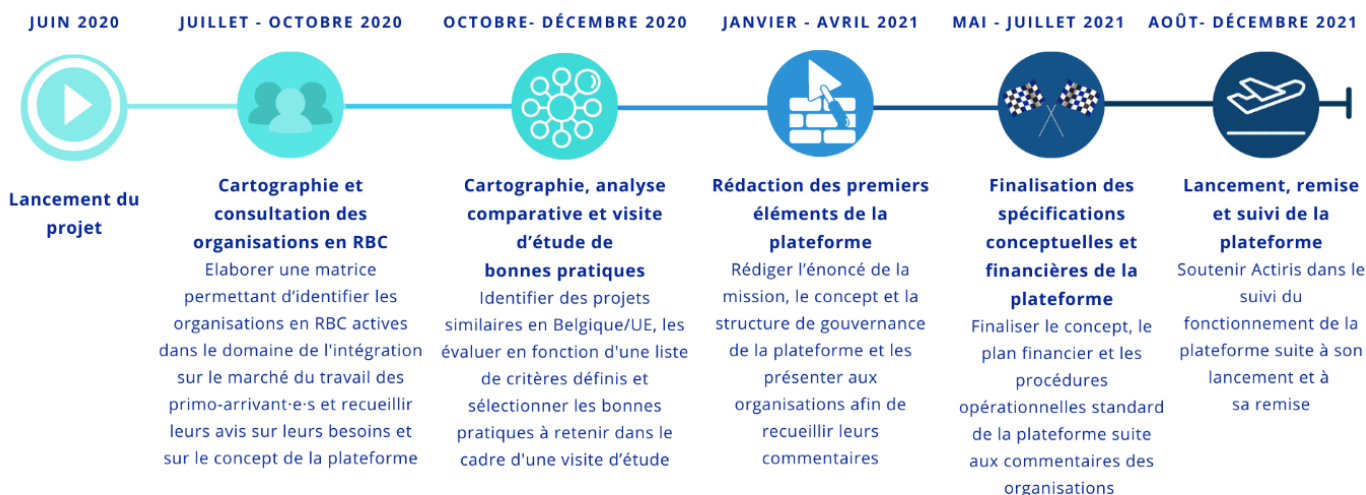 JUIN 2020
JUILLET - OCTOBRE 2020
OCTOBRE- DÉCEMBRE 2020
JANVIER - AVRIL 2021
MAI - JUILLET 2021
AOÛT- DÉCEMBRE 2021
Lancement du
projet
Cartographie et
consultation des
organisations en RBC
Elaborer une matrice
permettant d’identifier les
organisations en RBC actives
dans le domaine de l'intégration
sur le marché du travail des
primo-arrivant·e·s et recueillir
leurs avis sur leurs besoins et
sur le concept de la plateforme
Cartographie, analyse
comparative et visite
d’étude de
bonnes pratiques
Identifier des projets
similaires en Belgique/UE, les
évaluer en fonction d'une liste
de critères définis et
sélectionner les bonnes
pratiques à retenir dans le
cadre d'une visite d’étude
Rédaction des premiers
éléments de la
plateforme
Rédiger l’énoncé de la
mission, le concept et la
structure de gouvernance
de la plateforme et les
présenter aux
organisations afin de
recueillir leurs
commentaires
Finalisation des
spécifications
conceptuelles et
financières de la
plateforme
Finaliser le concept, le
plan financier et les
procédures
opérationnelles standard
de la plateforme suite
aux commentaires des
organisations
Lancement, remise
et suivi de la
plateforme
Soutenir Actiris dans le
suivi du
fonctionnement de la
plateforme suite à son
lancement et à
sa remise